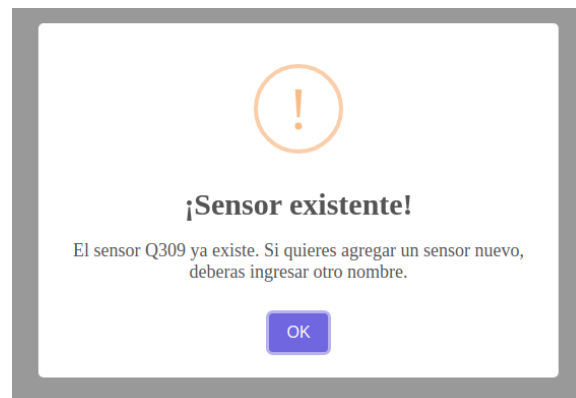 !
¡Sensor existente!
El sensor Q309 ya existe. Si quieres agregar un sensor nuevo,
deberas ingresar otro nombre.
OK